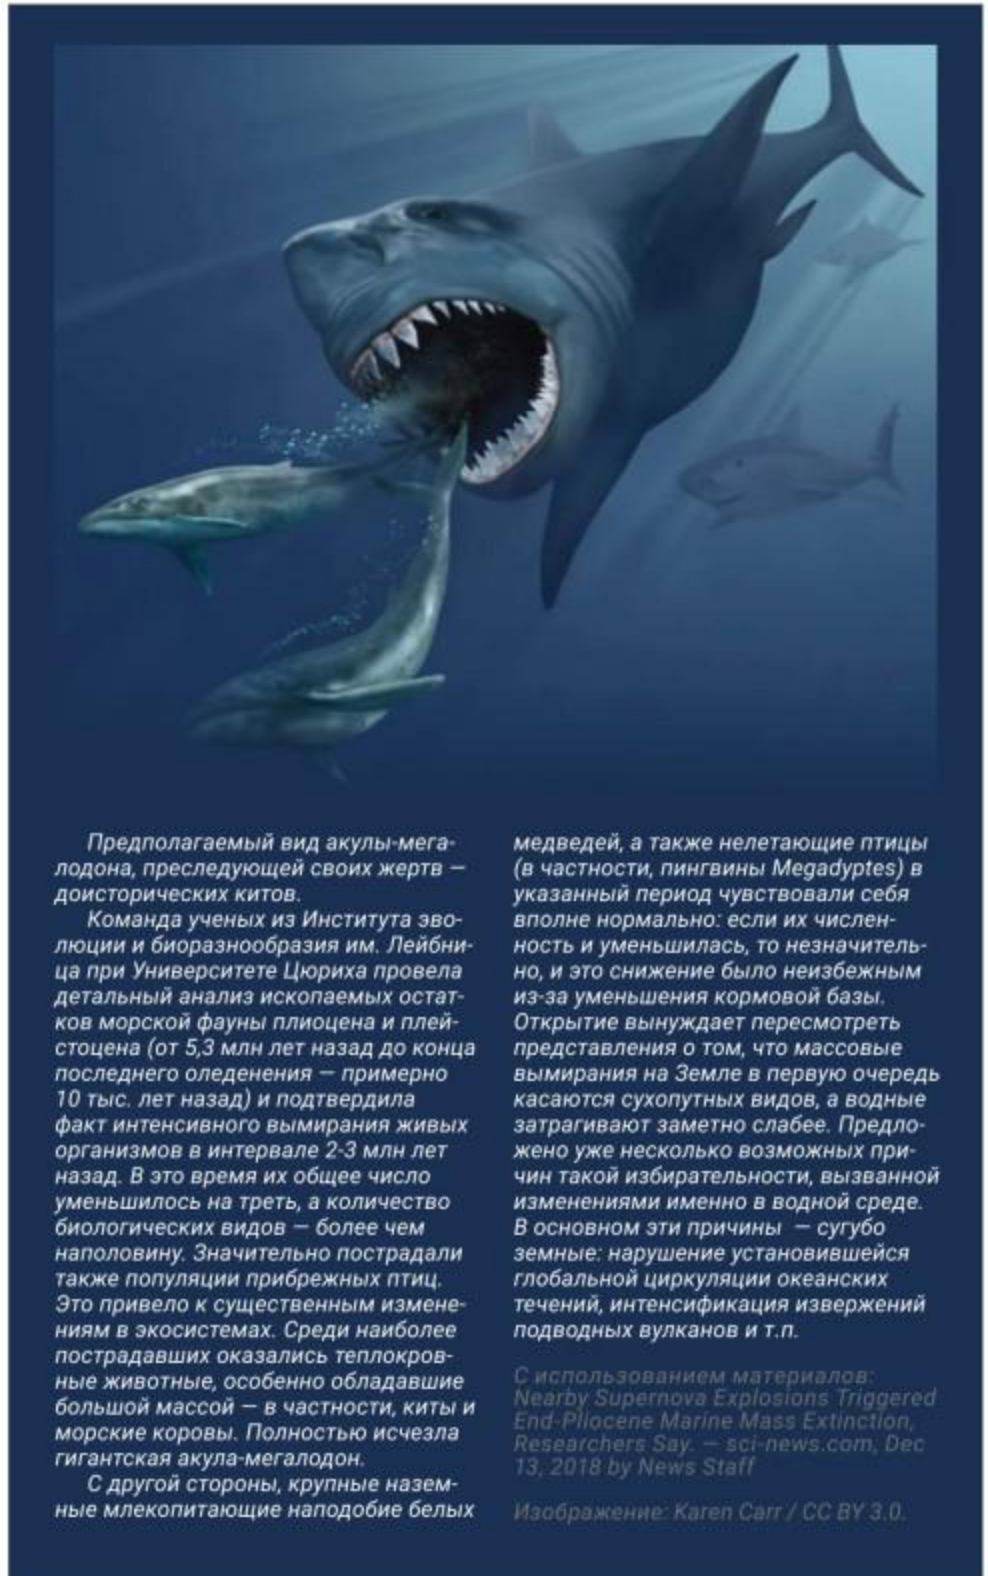 Предполагаемый вид акулы-мега-
лодона, преследующей своих жертв —
доисторических китов.
Команда ученых из Института эво-
люции и биоразнообразия им. Лейбни-
ца при Университете Цюриха провела
детальный анализ ископаемых остат-
ков морской фауны плиоцена и плей-
стоцена (от 5,3 млн лет назад до конца
последнего оледенения — примерно
10 тыс. лет назад) и подтвердила
факт интенсивного вымирания живых
организмов в интервале 2-3 млн лет
назад. В это время их общее число
уменьшилось на треть, а количество
биологических видов — более чем
наполовину. Значительно пострадали
также популяции прибрежных птиц.
Это привело к существенным измене-
ниям в экосистемах. Среди наиболее
пострадавших оказались теплокров-
ные животные, особенно обладавшие
большой массой — в частности, киты и
морские коровы. Полностью исчезла
гигантская акула-мегалодон.
С другой стороны, крупные назем-
ные млекопитающие наподобие белых
медведей, а также нелетающие птицы
(в частности, пингвины Megadyptes) в
указанный период чувствовали себя
вполне нормально: если их числен-
ность и уменьшилась, то незначитель-
но, и это снижение было неизбежным
из-за уменьшения кормовой базы.
Открытие вынуждает пересмотреть
представления о том, что массовые
вымирания на Земле в первую очередь
касаются сухопутных видов, а водные
затрагивают заметно слабее. Предло-
жено уже несколько возможных при-
чин такой избирательности, вызванной
изменениями именно в водной среде.
В основном эти причины — сугубо
земные: нарушение установившейся
глобальной циркуляции океанских
течений, интенсификация извержений
подводных вулканов и т.п.
С использованием материалов:
Nearby Supernova Explosions Triggered
End-Pliocene Marine Mass Extinction,
Researchers Say. — sci-news.com, Dec
13, 2018 by News Staff
Изображение: Karen Carr / CC BY 3.0.